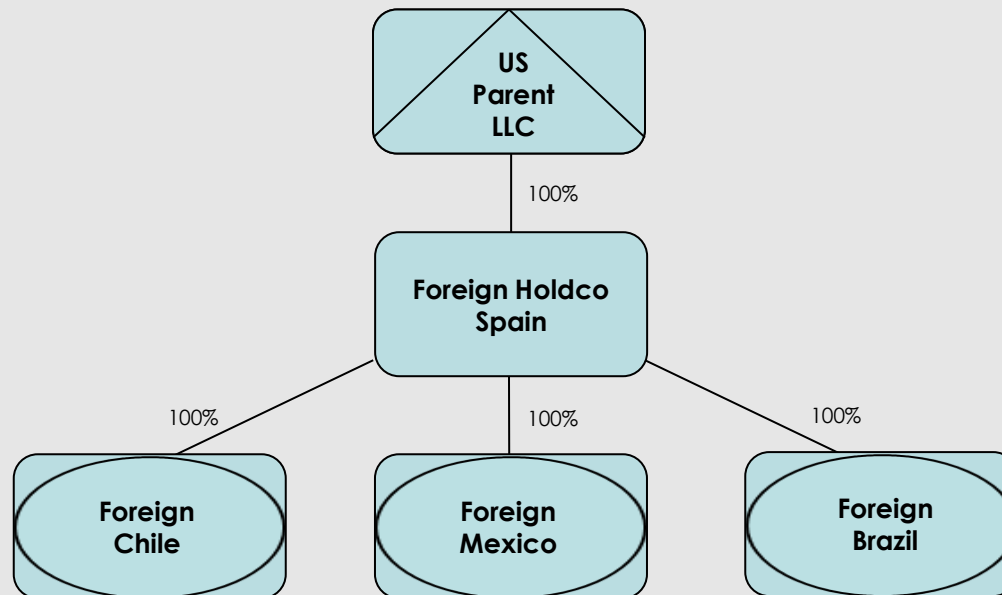 US
Parent
LLC
100%
Foreign Holdco
Spain
100%
100%
100%
Foreign
Chile
Foreign
Mexico
Foreign
Brazil